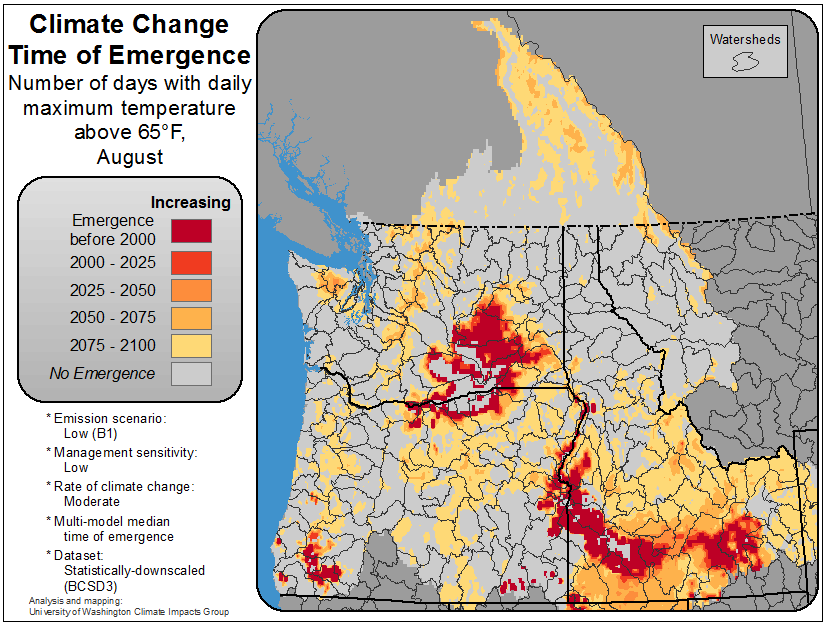 Climate Change
Time of Emergence
Number of days with daily
maximum temperature
above 65°F,
August
Watersheds
Increasing
Emergence
before 2000
2000 - 2025
2025 - 2050
2050 - 2075
2075 - 2100
No Emergence
* Emission scenario:
Low (B1)
* Management sensitivity:
Low
* Rate of climate change:
Moderate
* Multi-model median
time of emergence
* Dataset:
Statistically-downscaled
(BCSD3)
Analysis and mapping:
University of Washington Climate Impacts Group